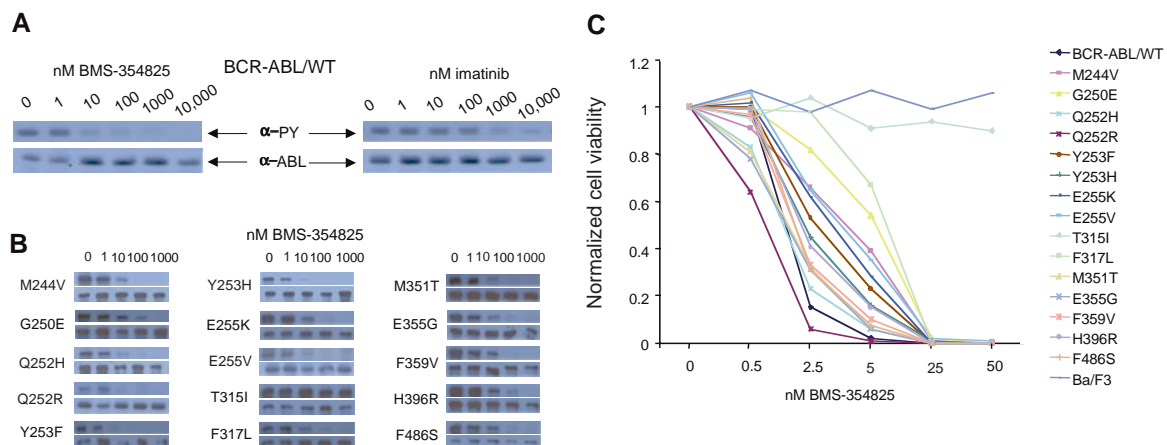 A
nM BMS-354825
BCR-ABL/WT
nM imatinib
0 1 10 100 1000 10,000
0 1 10 100 1000 10,000
α–PY
α–ABL
B
nM BMS-354825
0 1 10 100 1000
0 1 10 100 1000
0 1 10 100 1000
M244V
G250E
Q252H
Q252R
Y253F
Y253H
E255K
E255V
T315I
F317L
M351T
E355G
F359V
H396R
F486S
C
Normalized cell viability
1.2
1
0.8
0.6
0.4
0.2
0
0 0.5 2.5 5 25 50
nM BMS-354825
BCR-ABL/WT
M244V
G250E
Q252H
Q252R
Y253F
Y253H
E255K
E255V
T315I
F317L
M351T
E355G
F359V
H396R
F486S
Ba/F3